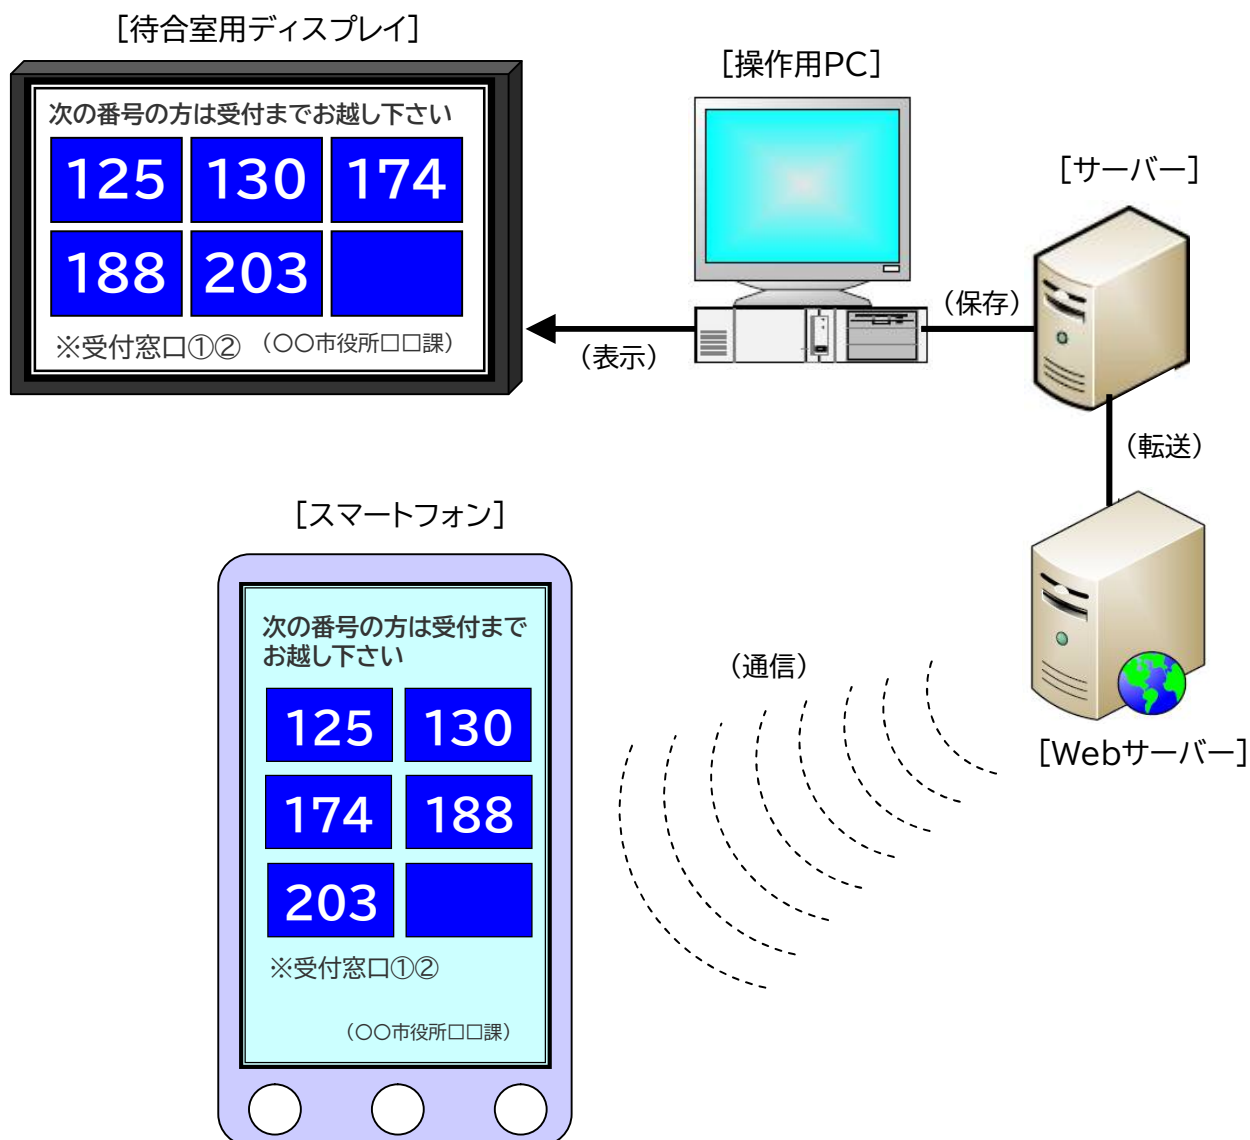 [待合室用ディスプレイ]
次の番号の方は受付までお越し下さい
125 130 174
188 203
※受付窓口①② (〇〇市役所□□課)
[操作用PC]
[サーバー]
(保存)
(表示)
(転送)
[スマートフォン]
次の番号の方は受付まで
お越し下さい
125 130
174 188
203
※受付窓口①②
(〇〇市役所□□課)
(通信)
[Webサーバー]